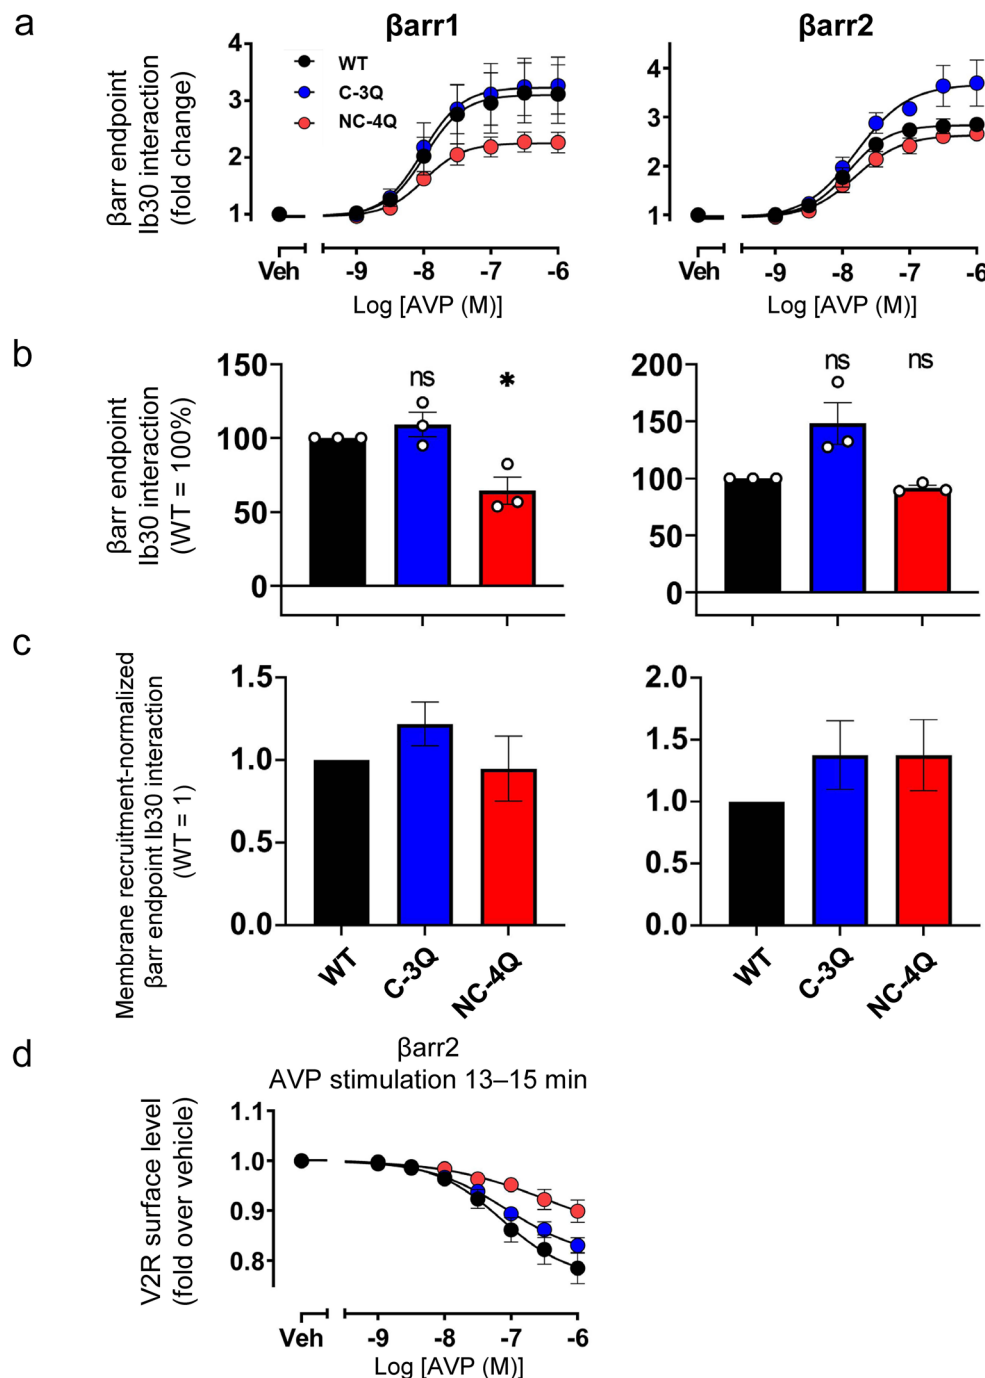 a
βarr1
βarr2
βarr endpoint
Ib30 interaction
(fold change)
4
3
2
1
WT
C-3Q
NC-4Q
Veh
-9
-8
-7
-6
Log [AVP (M)]
4
3
2
1
Veh
-9
-8
-7
-6
Log [AVP (M)]
b
βarr endpoint
Ib30 interaction
(WT = 100%)
150
100
50
0
ns
*
200
150
100
50
0
ns
ns
c
Membrane recruitment-normalized
βarr endpoint Ib30 interaction
(WT = 1)
1.5
1.0
0.5
0.0
WT
C-3Q
NC-4Q
2.0
1.5
1.0
0.5
0.0
WT
C-3Q
NC-4Q
d
βarr2
AVP stimulation 13–15 min
V2R surface level
(fold over vehicle)
1.1
1.0
0.9
0.8
Veh
-9
-8
-7
-6
Log [AVP (M)]